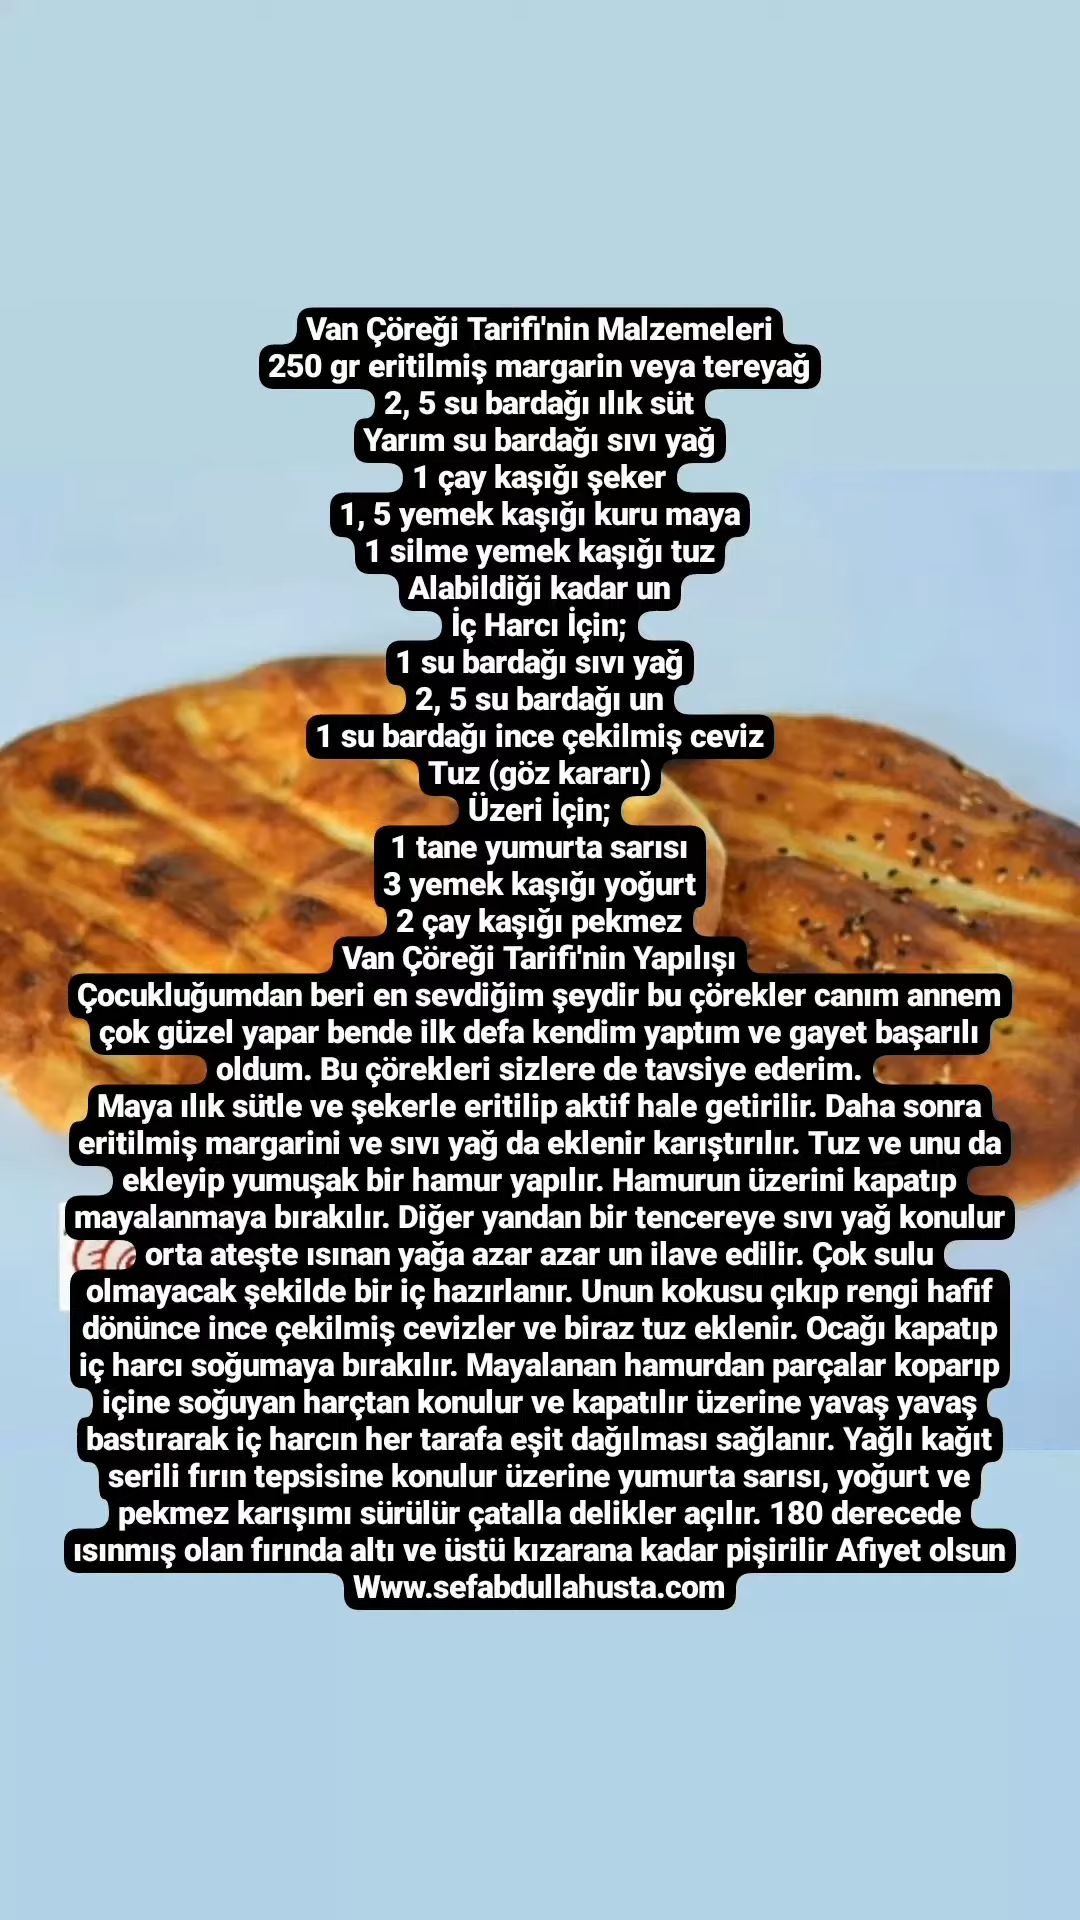 Van Çöreği Tarifi'nin Malzemeleri
250 gr eritilmiş margarin veya tereyağ
2, 5 su bardağı ılık süt
Yarım su bardağı sıvı yağ
1 çay kaşığı şeker
1, 5 yemek kaşığı kuru maya
1 silme yemek kaşığı tuz
Alabildiği kadar un
İç Harcı İçin;
1 su bardağı sıvı yağ
2, 5 su bardağı un
1 su bardağı ince çekilmiş ceviz
Tuz (göz kararı)
Üzeri İçin;
1 tane yumurta sarısı
3 yemek kaşığı yoğurt
2 çay kaşığı pekmez
Van Çöreği Tarifi'nin Yapılışı
Çocukluğumdan beri en sevdiğim şeydir bu çörekler canım annem
çok güzel yapar bende ilk defa kendim yaptım ve gayet başarılı
oldum. Bu çörekleri sizlere de tavsiye ederim.
Maya ılık sütle ve şekerle eritilip aktif hale getirilir. Daha sonra
eritilmiş margarini ve sıvı yağ da eklenir karıştırılır. Tuz ve unu da
ekleyip yumuşak bir hamur yapılır. Hamurun üzerini kapatıp
mayalanmaya bırakılır. Diğer yandan bir tencereye sıvı yağ konulur
orta ateşte ısınan yağa azar azar un ilave edilir. Çok sulu
olmayacak şekilde bir iç hazırlanır. Unun kokusu çıkıp rengi hafif
dönünce ince çekilmiş cevizler ve biraz tuz eklenir. Ocağı kapatıp
iç harcı soğumaya bırakılır. Mayalanan hamurdan parçalar koparıp
içine soğuyan harçtan konulur ve kapatılır üzerine yavaş yavaş
bastırarak iç harcın her tarafa eşit dağılması sağlanır. Yağlı kağıt
serili fırın tepsisine konulur üzerine yumurta sarısı, yoğurt ve
pekmez karışımı sürülür çatalla delikler açılır. 180 derecede
ısınmış olan fırında altı ve üstü kızarana kadar pişirilir Afiyet olsun
Www.sefabdullahusta.com